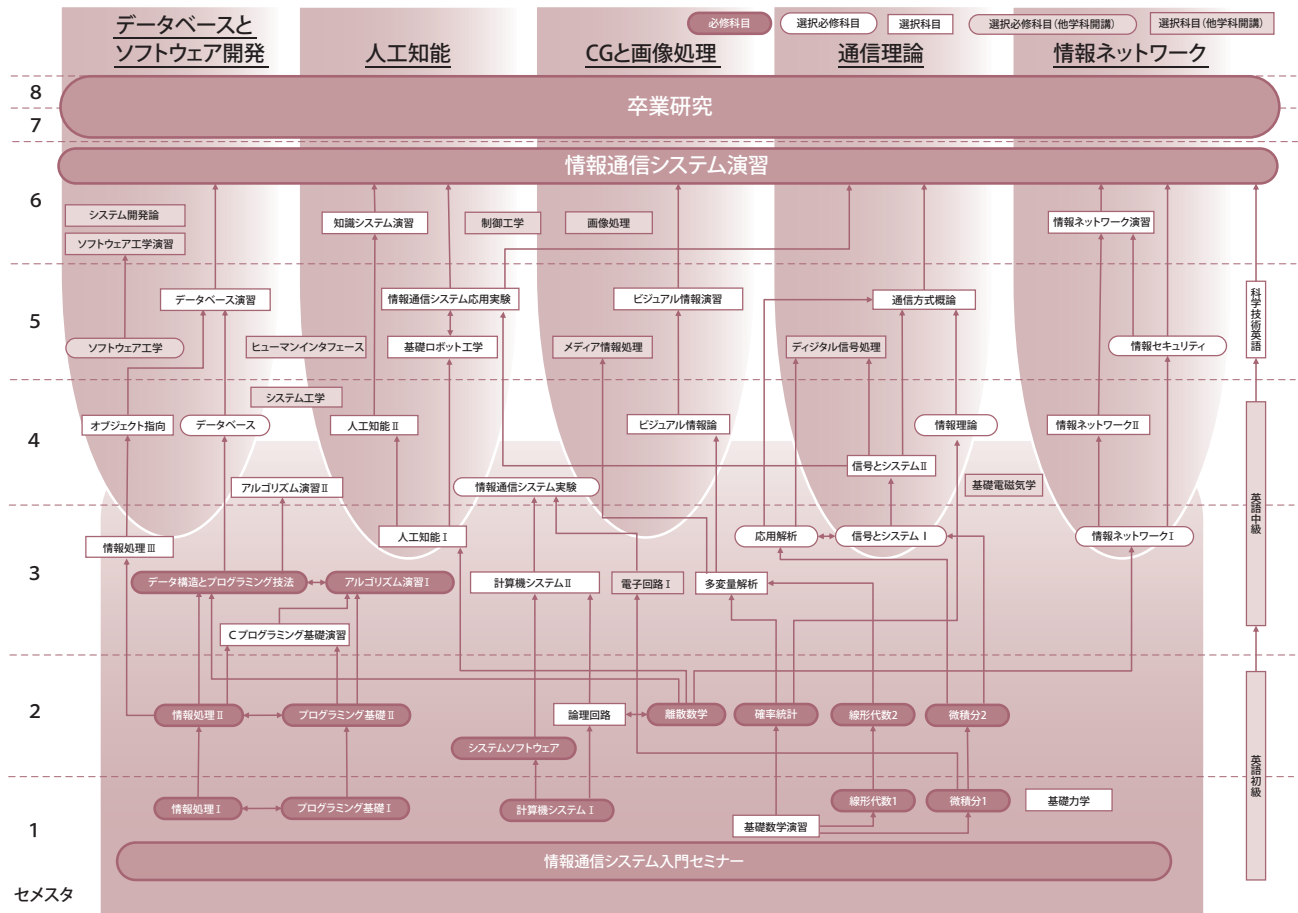 データベースと
ソフトウェア開発
人工知能
CGと画像処理
通信理論
情報ネットワーク
必修科目
選択必修科目
選択科目
選択必修科目(他学科開講)
選択科目(他学科開講)
8
7
卒業研究
情報通信システム演習
6
システム開発論
ソフトウェア工学演習
知識システム演習
制御工学
画像処理
情報ネットワーク演習
5
データベース演習
情報通信システム応用実験
ビジュアル情報演習
通信方式概論
科学技術英語
ソフトウェア工学
ヒューマンインタフェース
基礎ロボット工学
メディア情報処理
ディジタル信号処理
情報セキュリティ
4
システム工学
オブジェクト指向
データベース
人工知能Ⅱ
ビジュアル情報論
情報理論
情報ネットワークⅡ
信号とシステムⅡ
アルゴリズム演習Ⅱ
情報通信システム実験
基礎電磁気学
英語中級
3
情報処理Ⅲ
人工知能Ⅰ
応用解析
信号とシステムⅠ
情報ネットワークⅠ
データ構造とプログラミング技法
アルゴリズム演習Ⅰ
計算機システムⅡ
電子回路Ⅰ
多変量解析
Cプログラミング基礎演習
2
情報処理Ⅱ
プログラミング基礎Ⅱ
論理回路
離散数学
確率統計
線形代数2
微積分2
システムソフトウェア
英語初級
1
情報処理Ⅰ
プログラミング基礎Ⅰ
計算機システムⅠ
線形代数1
微積分1
基礎力学
基礎数学演習
情報通信システム入門セミナー
セメスタ